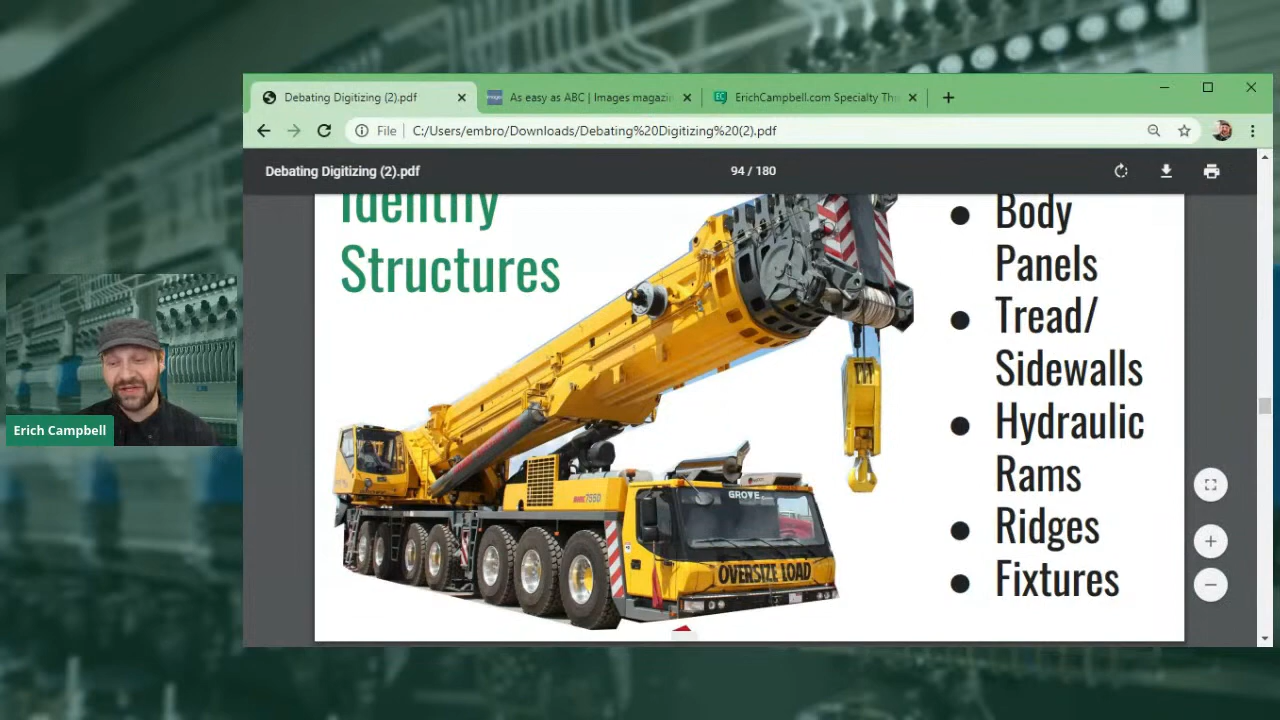 Debating Digitizing (2).pdf
As easy as ABC | Images magazi
ErichCampbell.com Specialty Th
File
C:/Users/embro/Downloads/Debating%20Digitizing%20(2).pdf
Debating Digitizing (2).pdf
94 / 180
Identify
Structures
Body
Panels
Tread/
Sidewalls
Hydraulic
Rams
Ridges
Fixtures
GROVE
7550
OVERSIZE LOAD
Erich Campbell